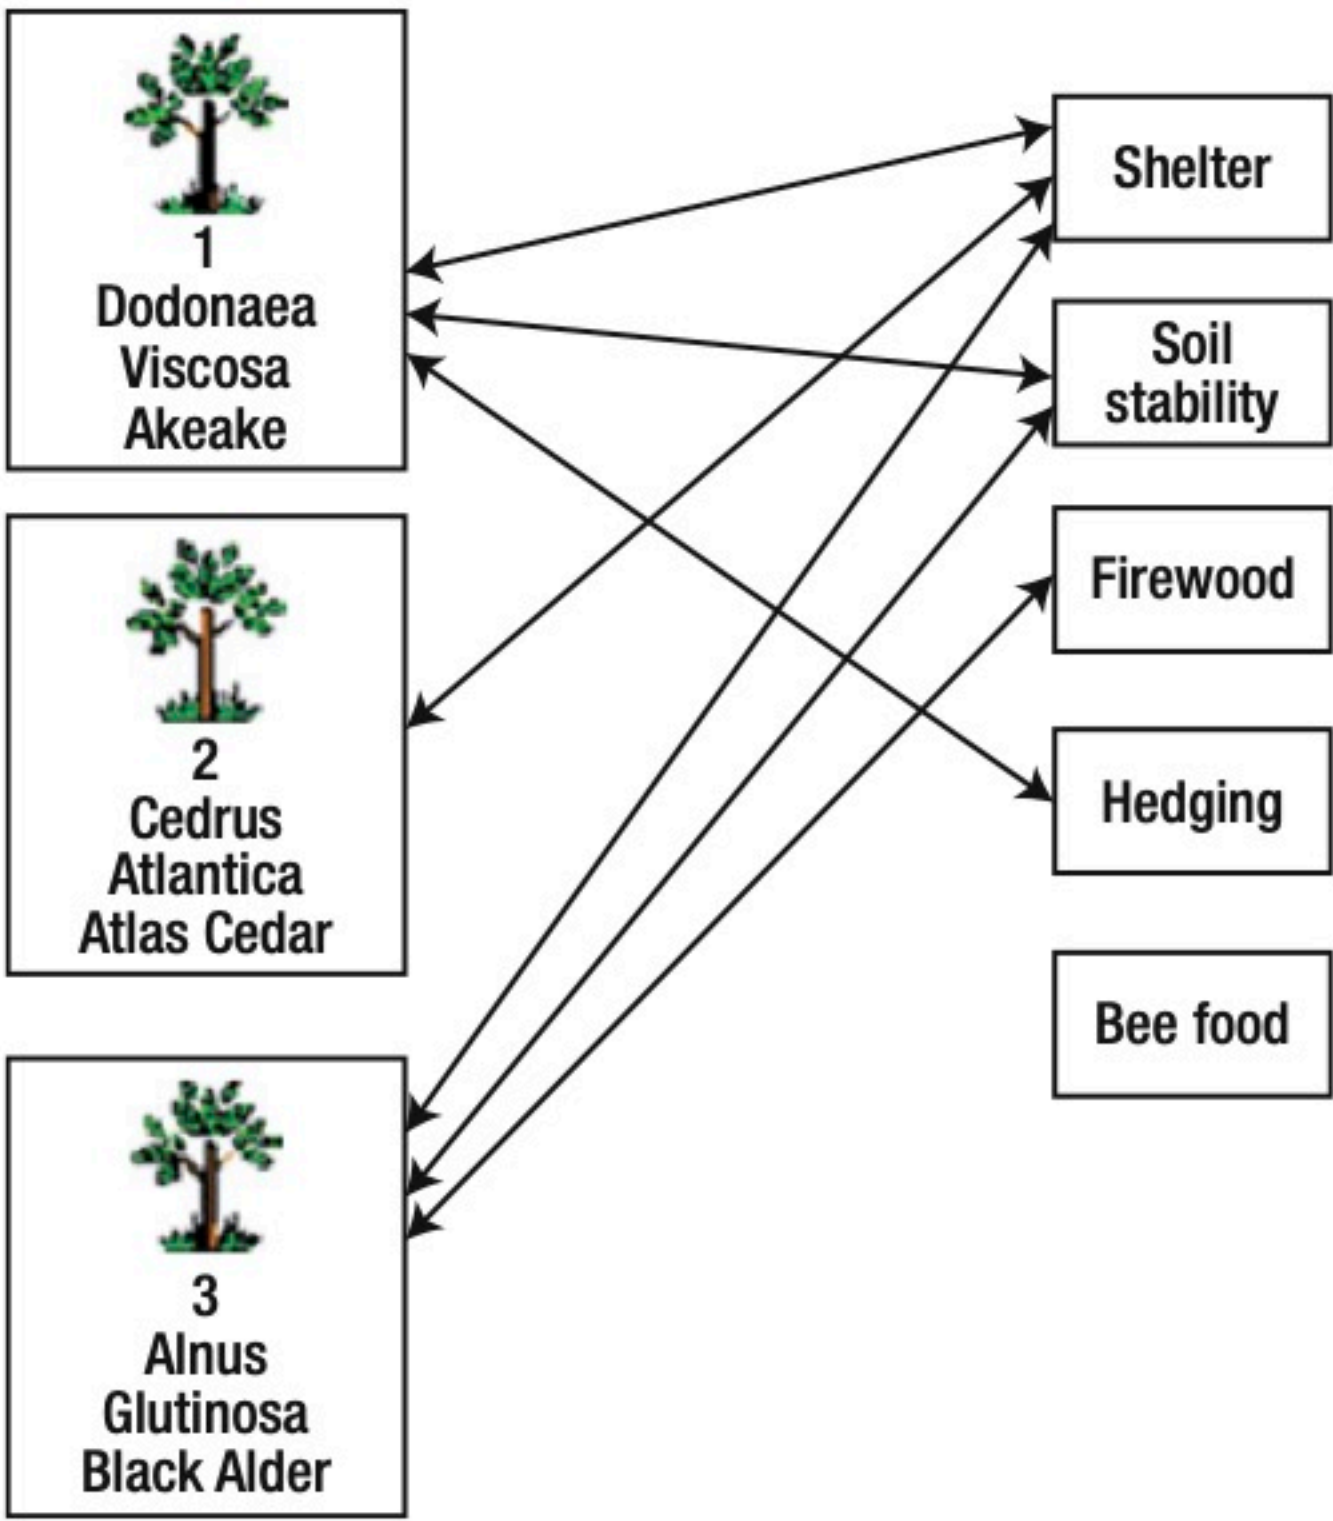 1
Dodonaea
Viscosa
Akeake
2
Cedrus
Atlantica
Atlas Cedar
3
Alnus
Glutinosa
Black Alder
Shelter
Soil
stability
Firewood
Hedging
Bee food